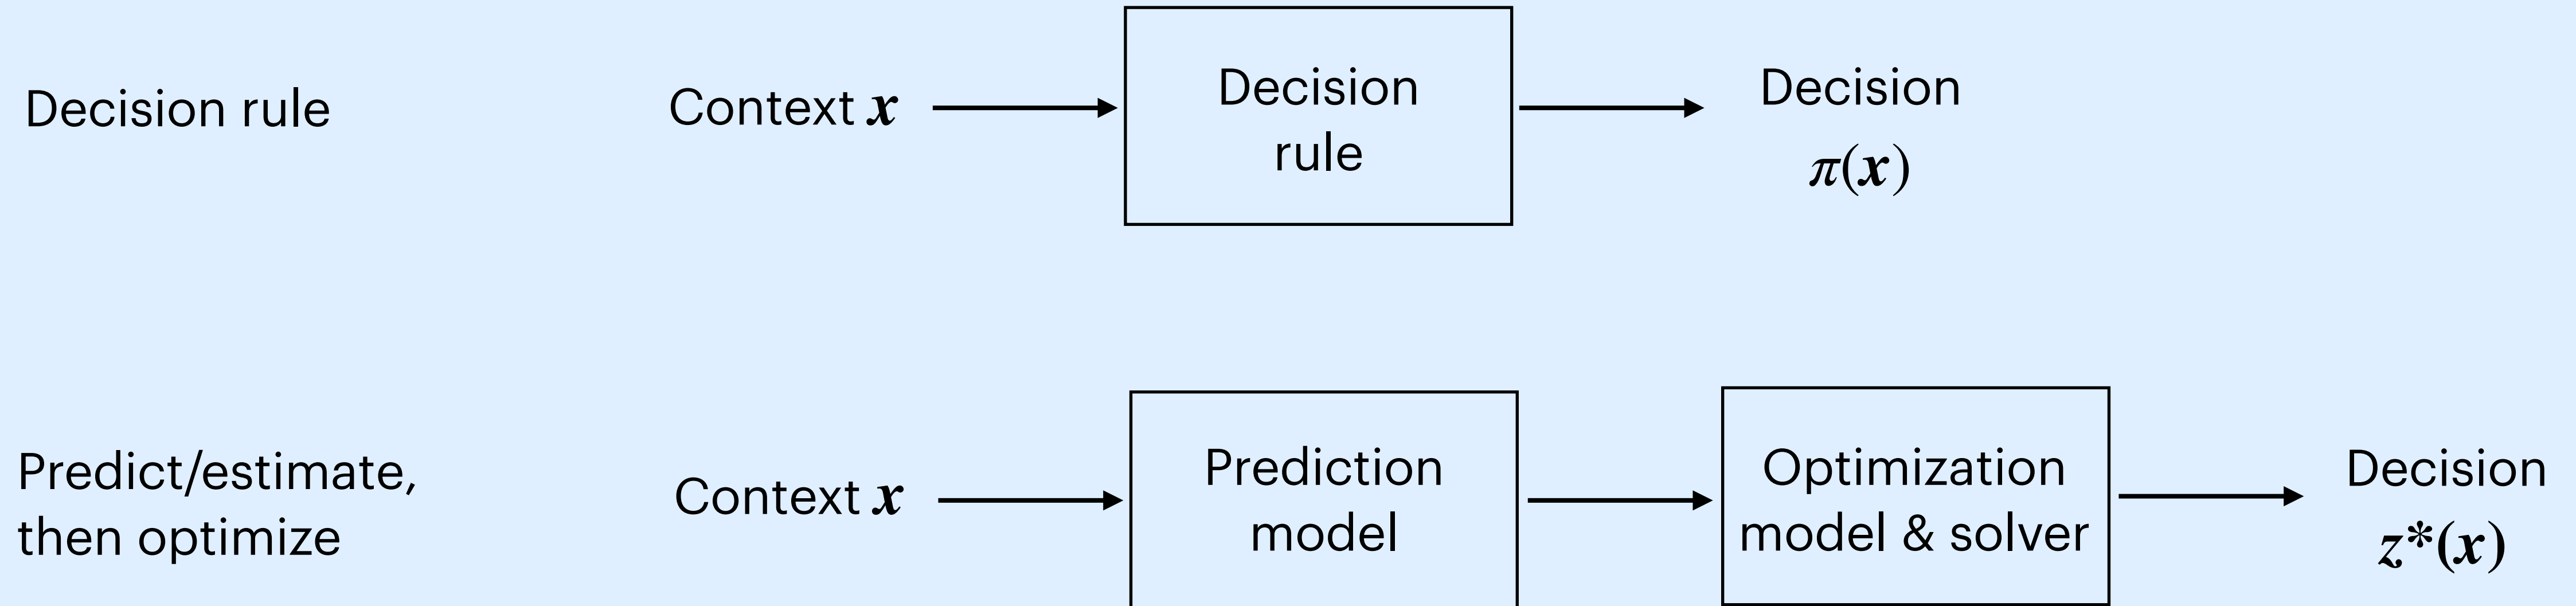 Decision rule
Context x
Decision
rule
Decision
π(x)
Predict/estimate,
then optimize
Context x
Prediction
model
Optimization
model & solver
Decision
z*(x)